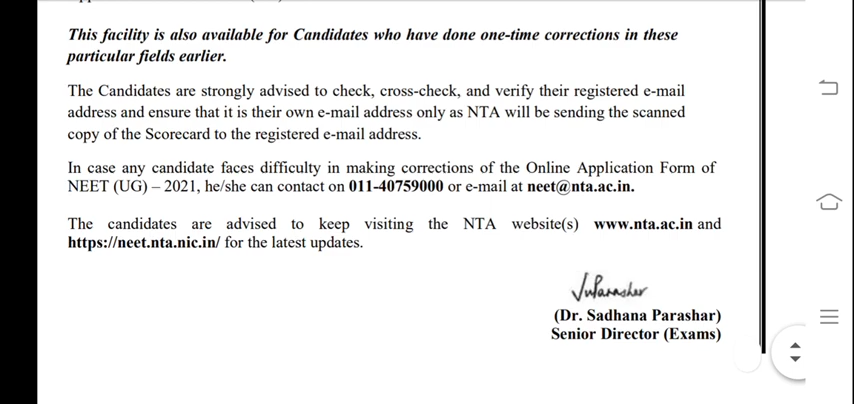 This facility is also available for Candidates who have done one-time corrections in these
particular fields earlier.
The Candidates are strongly advised to check, cross-check, and verify their registered e-mail
address and ensure that it is their own e-mail address only as NTA will be sending the scanned
copy of the Scorecard to the registered e-mail address.
In case any candidate faces difficulty in making corrections of the Online Application Form of
NEET (UG) – 2021, he/she can contact on 011-40759000 or e-mail at neet@nta.ac.in.
The candidates are advised to keep visiting the NTA website(s) www.nta.ac.in and
https://neet.nta.nic.in/ for the latest updates.
(Dr. Sadhana Parashar)
Senior Director (Exams)